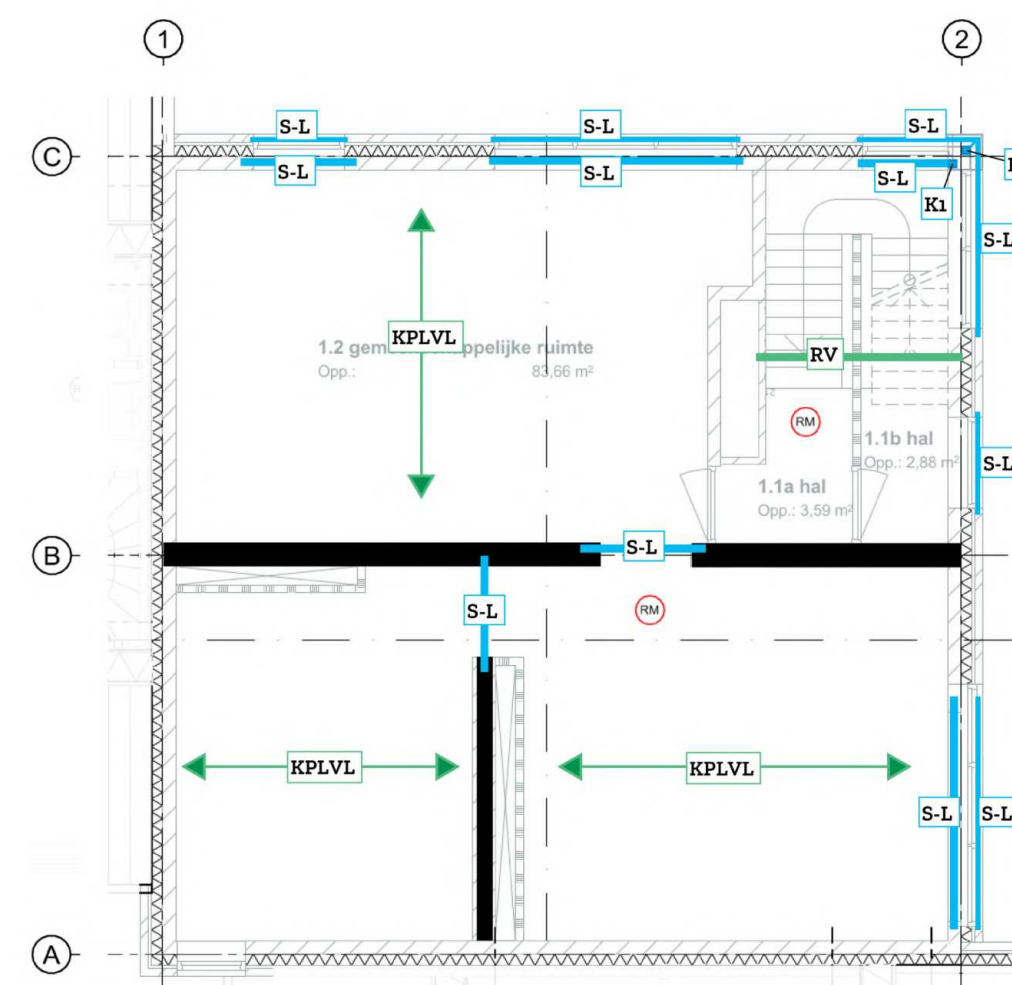 1
2
C
S-L
S-L
S-L
S-L
S-L
S-L
K1
S-L
KPLVL
1.2 geme
ppelijke ruimte
Opp.:
83,66 m²
RV
RM
1.1b hal
Opp.: 2,88 m²
S-L
1.1a hal
Opp.: 3,59 m²
B
S-L
S-L
RM
KPLVL
KPLVL
S-L
S-L
A